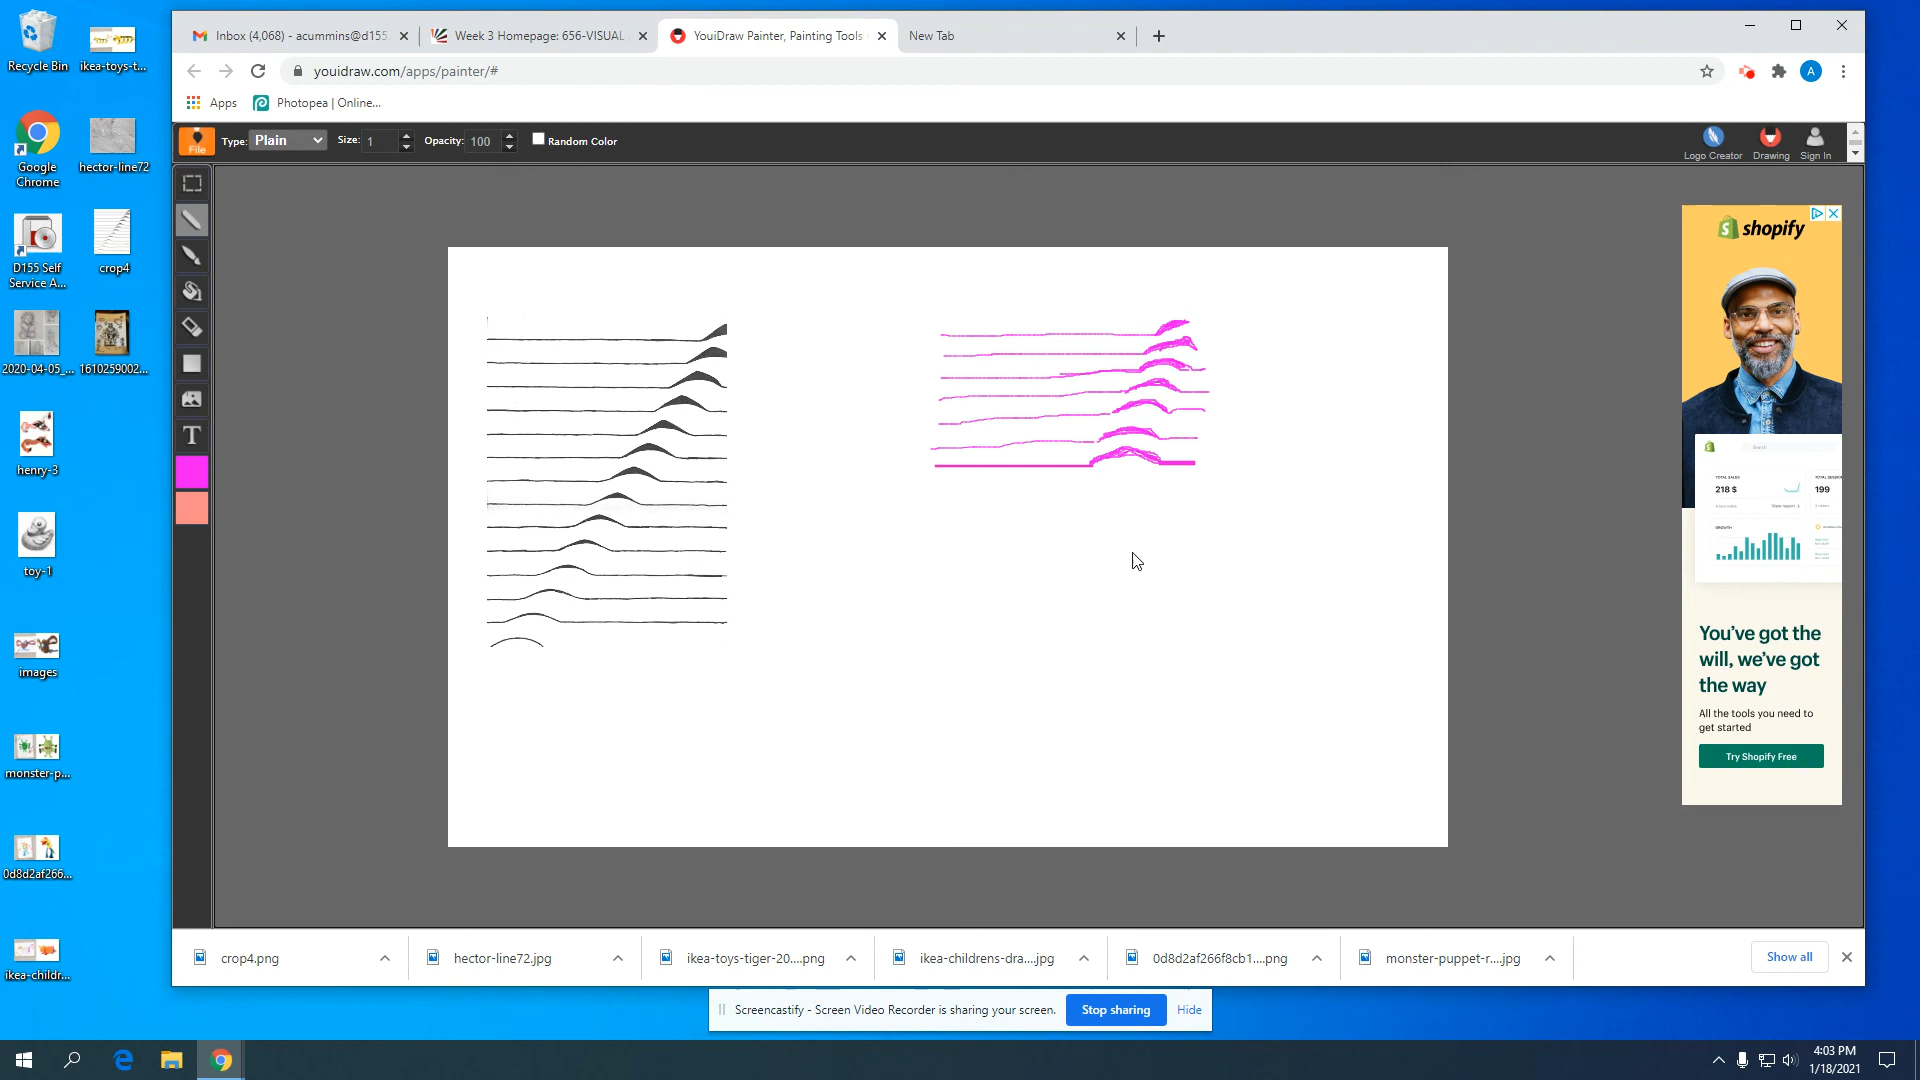 Recycle Bin
ikea-toys-t...
Google
Chrome
hector-line72
D155 Self
Service A...
crop4
2020-04-05_...
1610259002...
henry-3
toy-1
images
monster-p...
0d8d2af266...
ikea-childr...
Inbox (4,068) - acummins@d155.
Week 3 Homepage: 656-VISUAL
YouiDraw Painter, Painting Tools
New Tab
youidraw.com/apps/painter/#
A
Apps
Photopea | Online...
File
Type: Plain
Size: 1
Opacity: 100
Random Color
Logo Creator
Drawing
Sign In
T
shopify
Search
TOTAL SALES
218 $
199
View report
GROWTH
You've got the
will, we've got
the way
All the tools you need to
get started
Try Shopify Free
crop4.png
hector-line72.jpg
ikea-toys-tiger-20....png
ikea-childrens-dra....jpg
0d8d2af266f8cb1....png
monster-puppet-r....jpg
Show all
Screencastify - Screen Video Recorder is sharing your screen.
Stop sharing
Hide
4:03 PM
1/18/2021